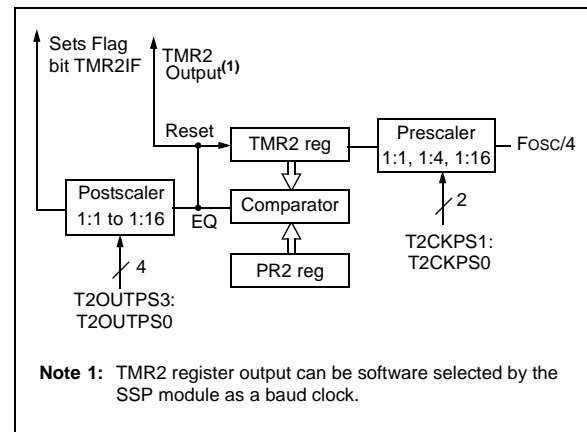 Sets Flag
bit TMR2IF
TMR2
Output(1)
Reset
TMR2 reg
Prescaler
1:1, 1:4, 1:16
FOSC/4
2
T2CKPS1:
T2CKPS0
Postscaler
1:1 to 1:16
EQ
Comparator
4
T2OUTPS3:
T2OUTPS0
PR2 reg
Note 1: TMR2 register output can be software selected by the
SSP module as a baud clock.